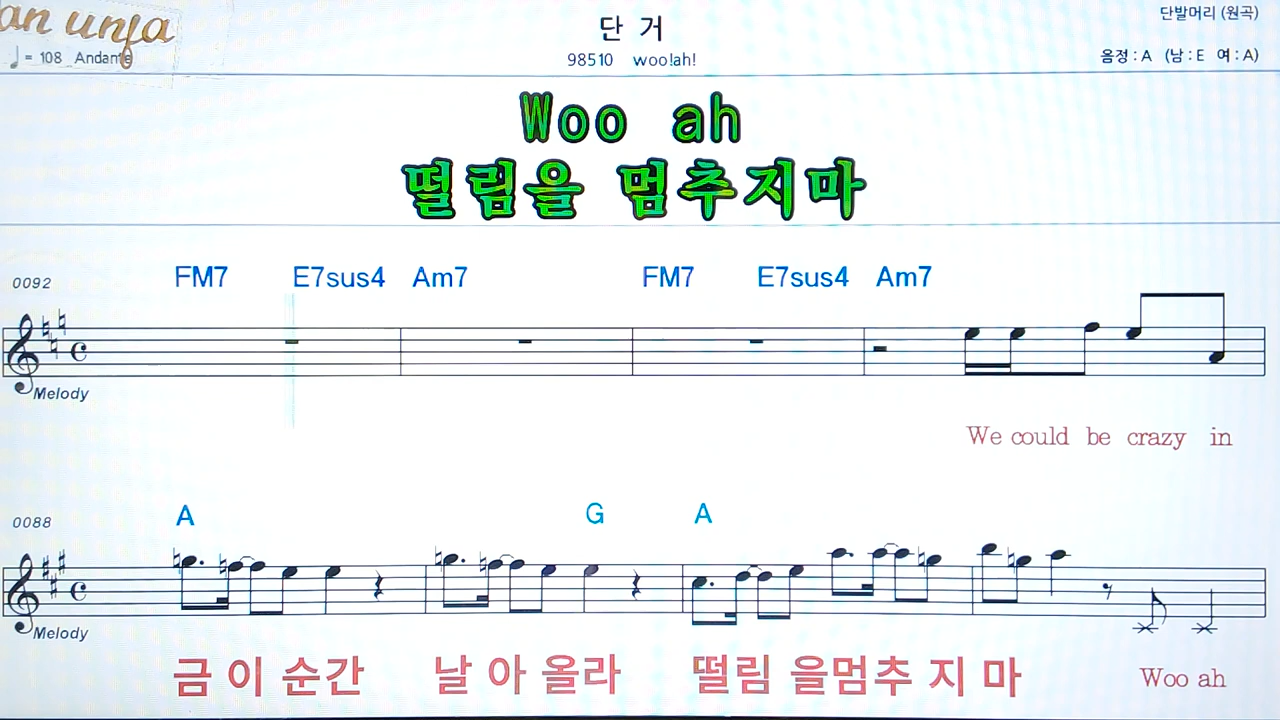 an unja
단 거
단발머리 (원곡)
♩= 108 Andante
98510 woo!ah!
음정 : A (남 : E 여 : A)
Woo ah
떨림을 멈추지마
0092
FM7 E7sus4 Am7 FM7 E7sus4 Am7
Melody
We could be crazy in
0088
A G A
Melody
금 이 순간 날 아 올라 떨림 을멈추 지 마 Woo ah